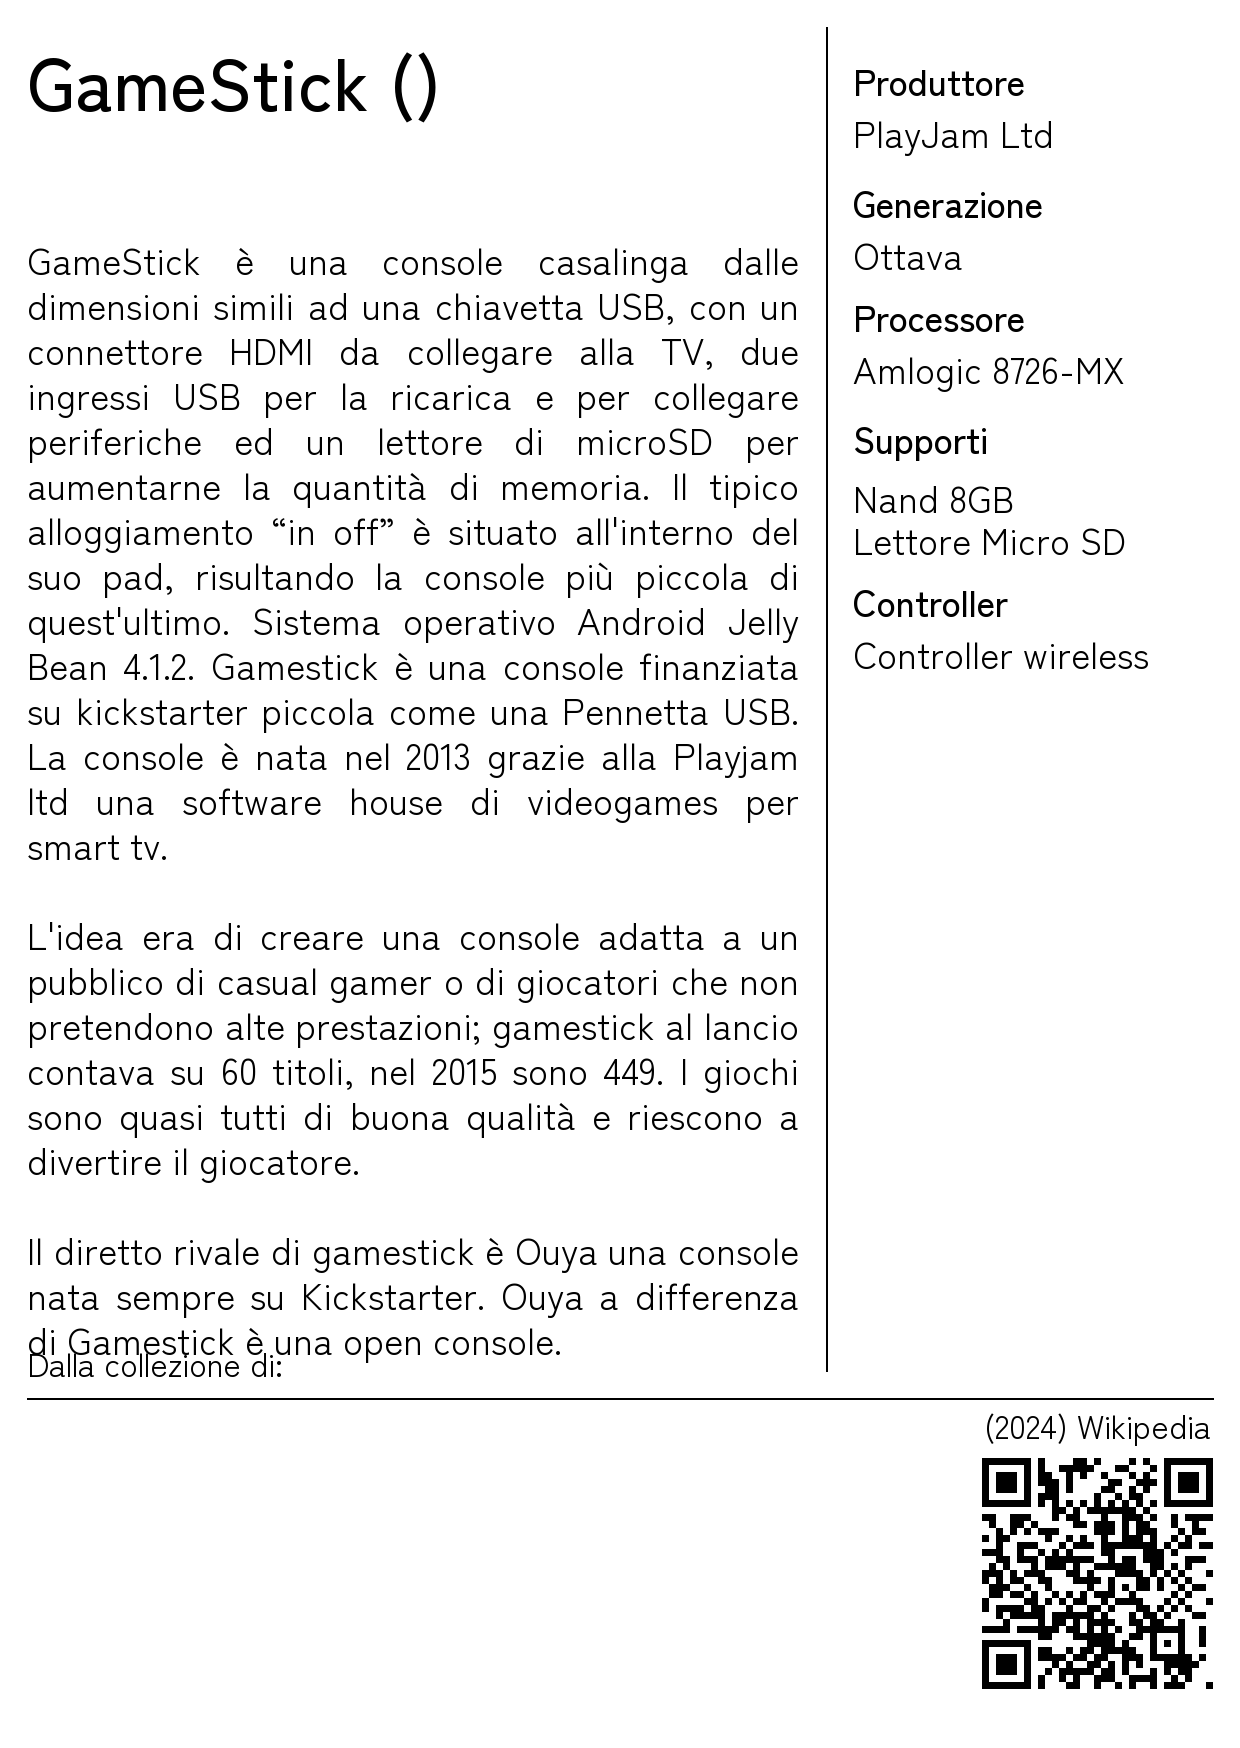 GameStick ()
GameStick è una console casalinga dalle
dimensioni simili ad una chiavetta USB, con un
connettore HDMI da collegare alla TV, due
ingressi USB per la ricarica e per collegare
periferiche ed un lettore di microSD per
aumentarne la quantità di memoria. Il tipico
alloggiamento “in off” è situato all'interno del
suo pad, risultando la console più piccola di
quest'ultimo. Sistema operativo Android Jelly
Bean 4.1.2. Gamestick è una console finanziata
su kickstarter piccola come una Pennetta USB.
La console è nata nel 2013 grazie alla Playjam
ltd una software house di videogames per
smart tv.
L'idea era di creare una console adatta a un
pubblico di casual gamer o di giocatori che non
pretendono alte prestazioni; gamestick al lancio
contava su 60 titoli, nel 2015 sono 449. I giochi
sono quasi tutti di buona qualità e riescono a
divertire il giocatore.
Il diretto rivale di gamestick è Ouya una console
nata sempre su Kickstarter. Ouya a differenza
di Gamestick è una open console.
Dalla collezione di:
Produttore
PlayJam Ltd
Generazione
Ottava
Processore
Amlogic 8726-MX
Supporti
Nand 8GB
Lettore Micro SD
Controller
Controller wireless
(2024) Wikipedia